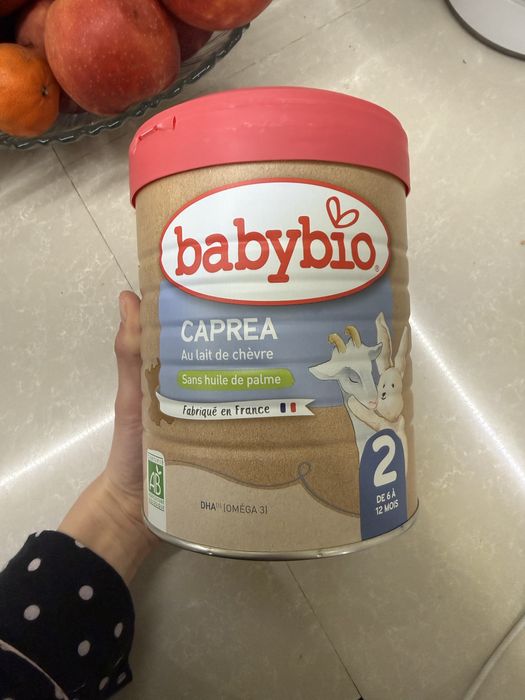 babybio
CAPREA
Au lait de chèvre
Sans huile de palme
Fabriqué en France
2
DE 6 À
12 MOIS
AB
DHA(1) (OMÉGA 3)